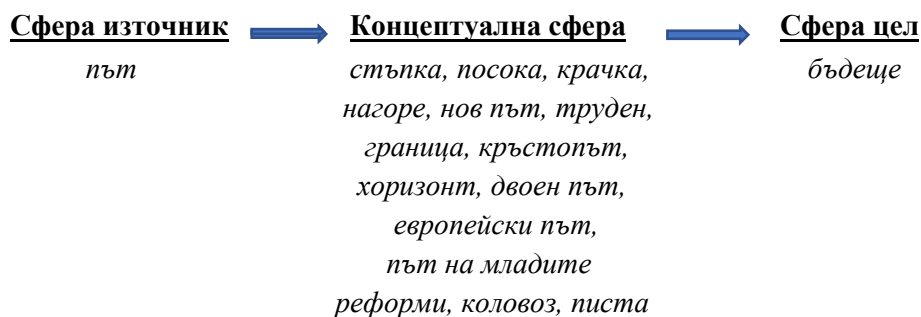 Сфера източник Концептуална сфера Сфера цел
път стъпка, посока, крачка, бъдеще
нагоре, нов път, труден,
граница, кръстопът,
хоризонт, двоен път,
европейски път,
път на младите
реформи, коловоз, писта